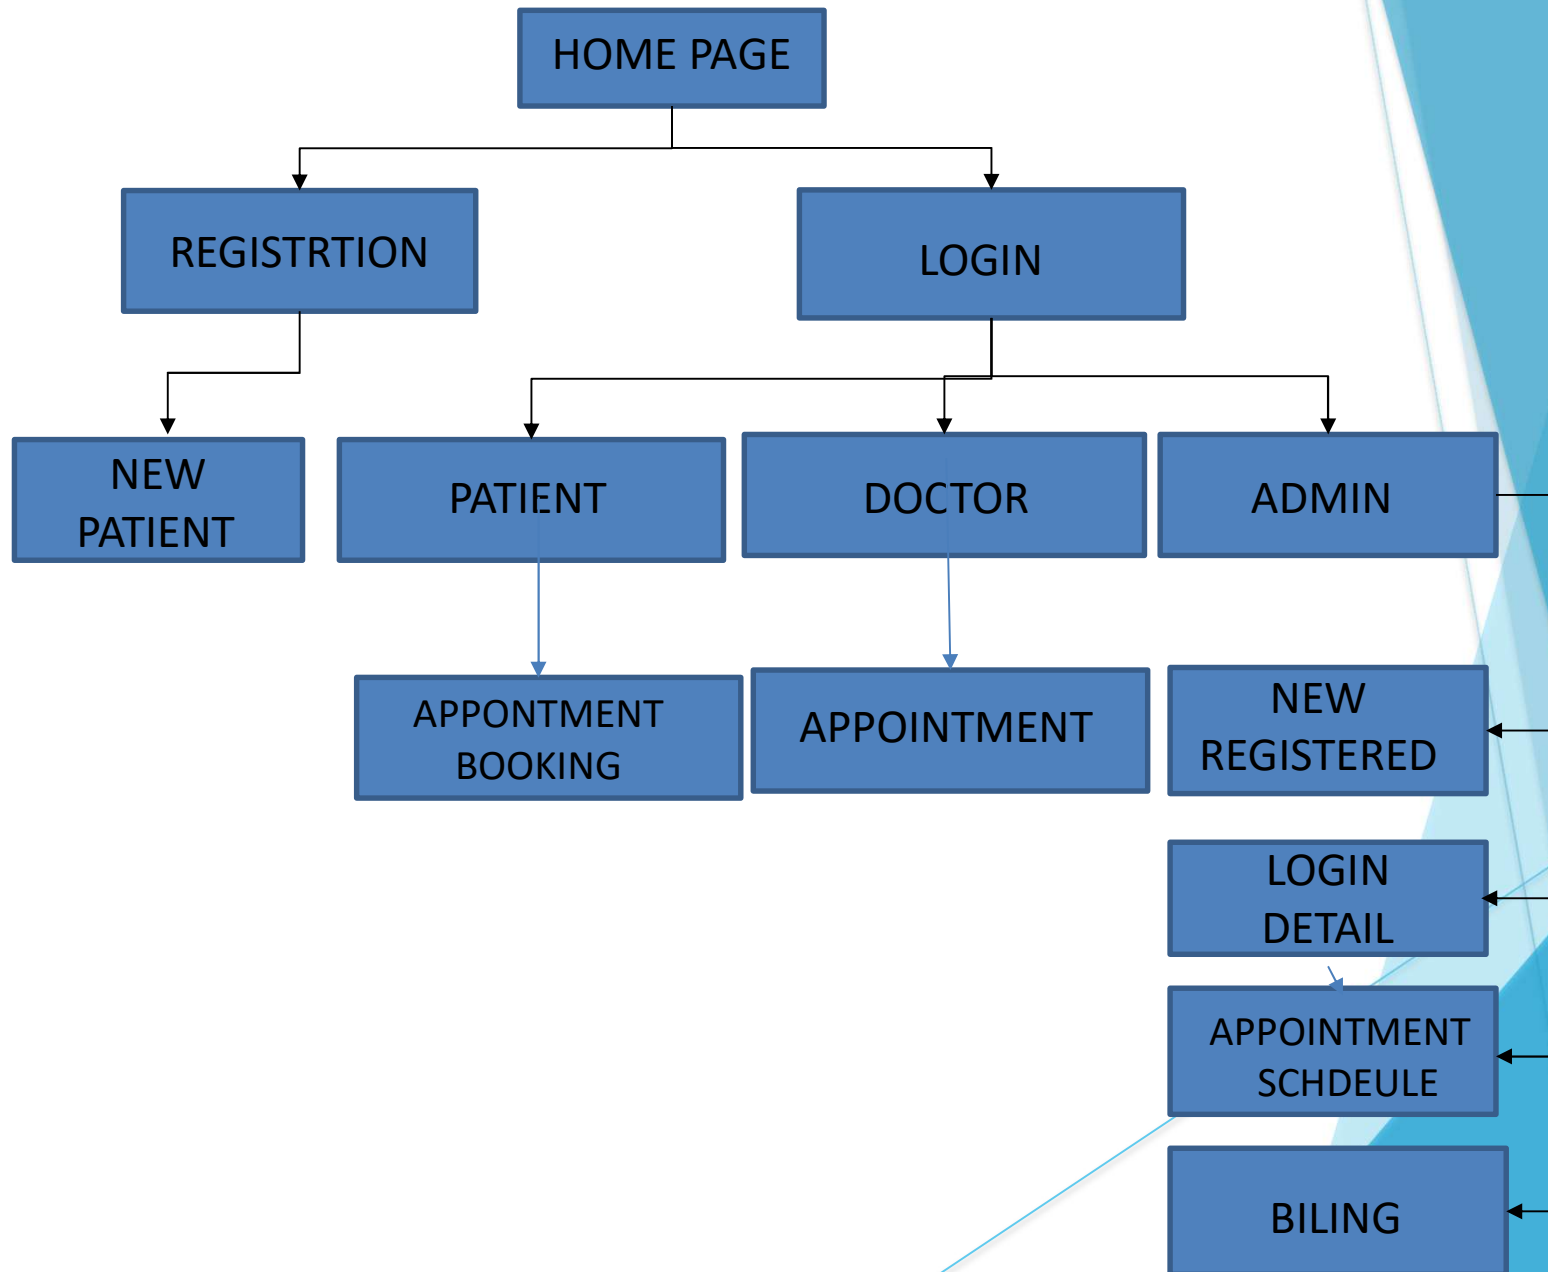 HOME PAGE
REGISTRTION
LOGIN
NEW
PATIENT
PATIENT
DOCTOR
ADMIN
APPONTMENT
BOOKING
APPOINTMENT
NEW
REGISTERED
LOGIN
DETAIL
APPOINTMENT
SCHDEULE
BILING